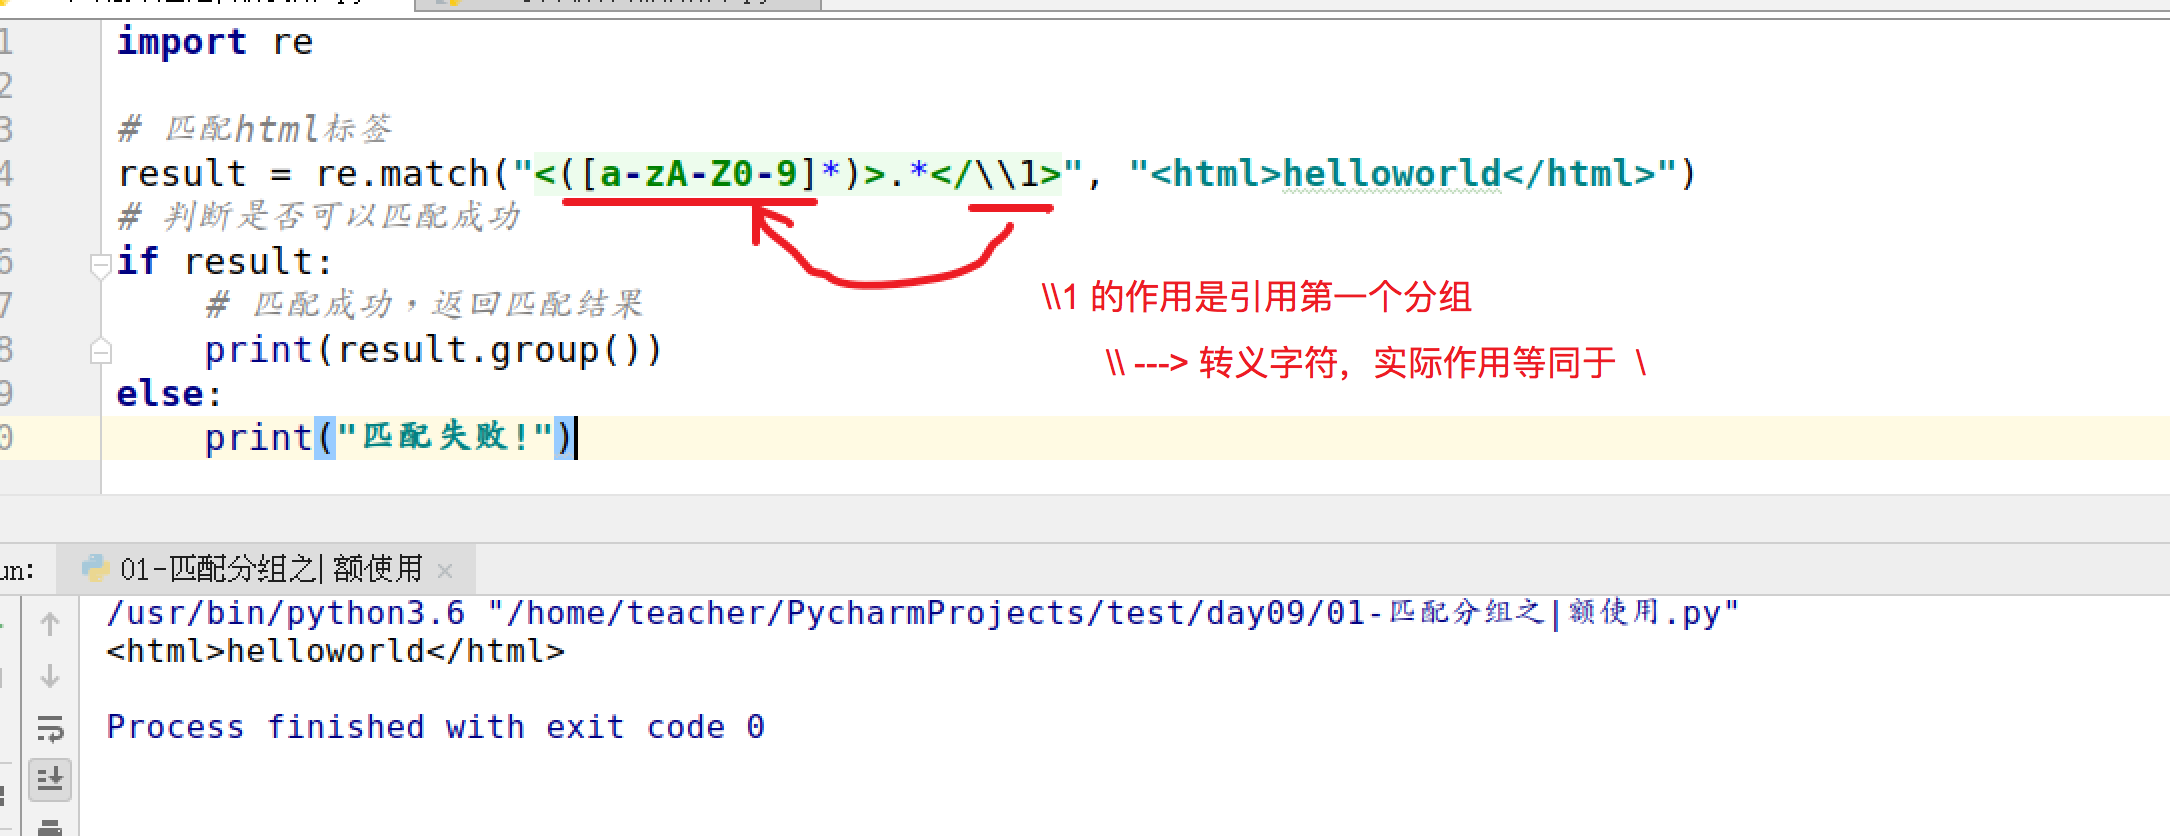 1 import re
2
3 # 匹配html标签
4 result = re.match("<([a-zA-Z0-9]*)>.*</\\1>", "<html>helloworld</html>")
5 # 判断是否可以匹配成功
6 if result:
7 # 匹配成功，返回匹配结果
\\1 的作用是引用第一个分组
8 print(result.group())
\\ ---> 转义字符，实际作用等同于 \
9 else:
0 print("匹配失败!")
un: 01-匹配分组之| 额使用
/usr/bin/python3.6 "/home/teacher/PycharmProjects/test/day09/01-匹配分组之|额使用.py"
<html>helloworld</html>
Process finished with exit code 0